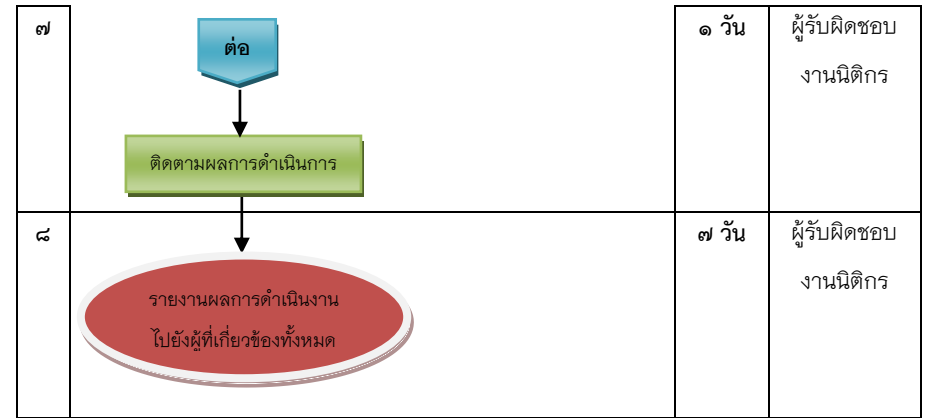 ๗
ต่อ
ติดตามผลการดำเนินการ
๑ วัน
ผู้รับผิดชอบ
งานนิติกร
๘
รายงานผลการดำเนินงาน
ไปยังผู้ที่เกี่ยวข้องทั้งหมด
๗ วัน
ผู้รับผิดชอบ
งานนิติกร